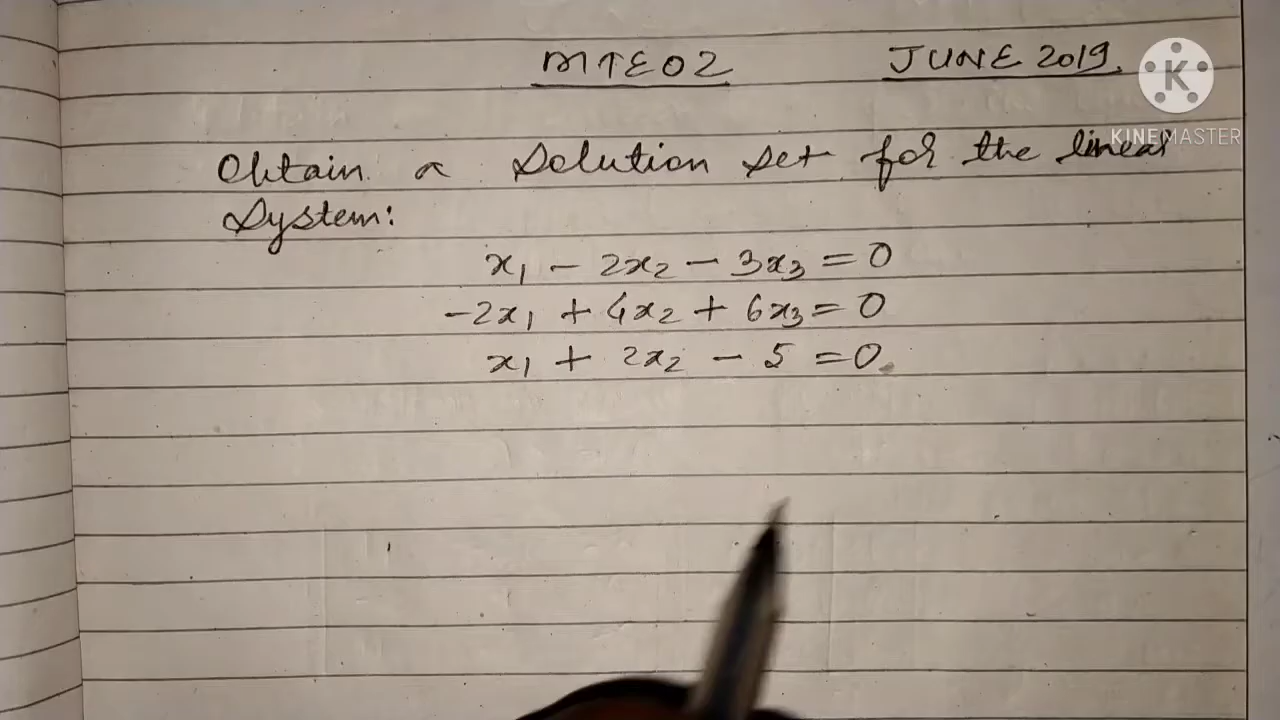 MTE02 JUNE 2019.
K
KINEMASTER
Obtain a solution set for the linear
system:
x₁ - 2x₂ - 3x₃ = 0
-2x₁ + 4x₂ + 6x₃ = 0
x₁ + 2x₂ - 5 = 0.